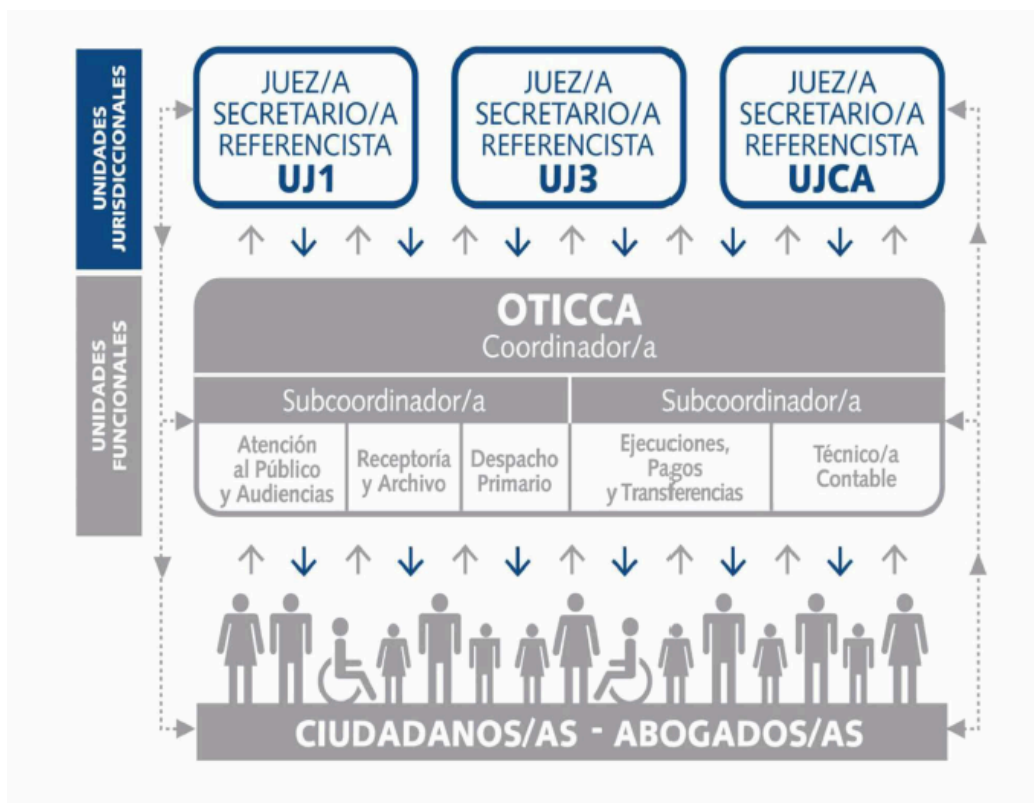 UNIDADES
JURISDICCIONALES
JUEZ/A
SECRETARIO/A
REFERENCISTA
UJ1
JUEZ/A
SECRETARIO/A
REFERENCISTA
UJ3
JUEZ/A
SECRETARIO/A
REFERENCISTA
UJCA
UNIDADES
FUNCIONALES
OTICCA
Coordinador/a
Subcoordinador/a
Subcoordinador/a
Atención
al Público
y Audiencias
Receptoría
y Archivo
Despacho
Primario
Ejecuciones,
Pagos
y Transferencias
Técnico/a
Contable
CIUDADANOS/AS - ABOGADOS/AS